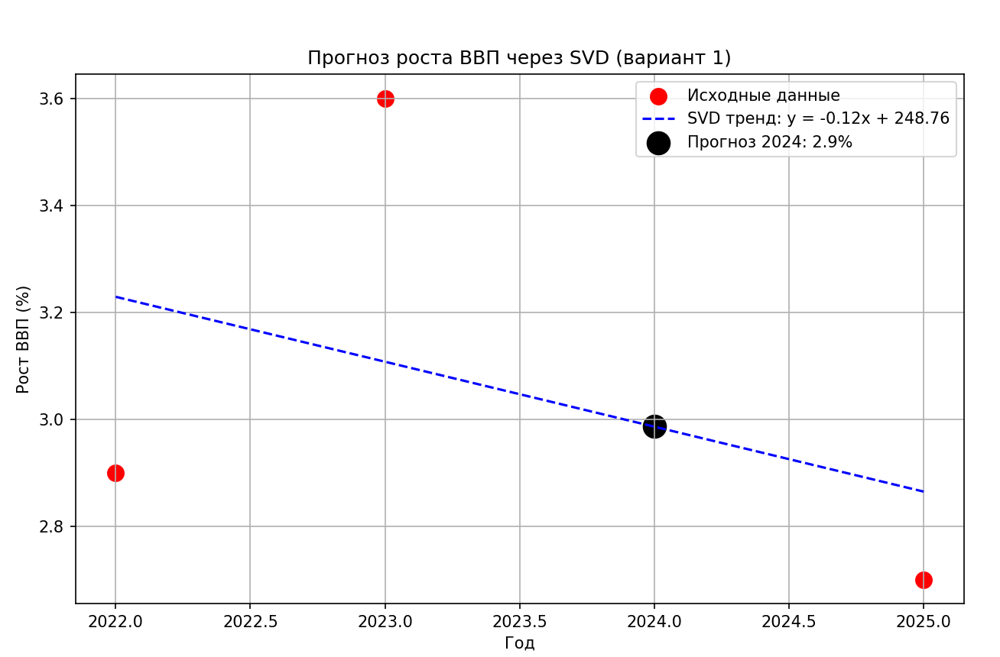 Прогноз роста ВВП через SVD (вариант 1)
Исходные данные
SVD тренд: y = -0.12x + 248.76
Прогноз 2024: 2.9%
Рост ВВП (%)
3.6
3.4
3.2
3.0
2.8
2022.0 2022.5 2023.0 2023.5 2024.0 2024.5 2025.0
Год